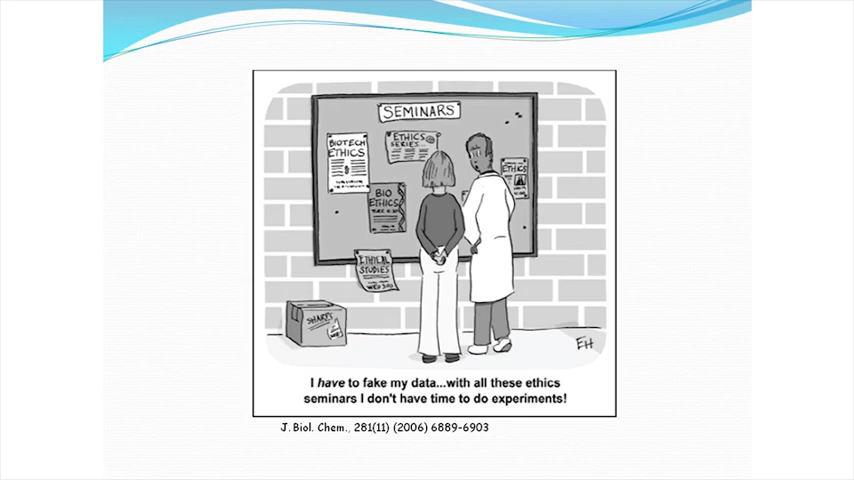 SEMINARS
BIOTECH
ETHICS
ETHICS
SERIES...
BIO
ETHICS
ETHICS
ETHICAL
STUDIES
SHARPS
EH
I have to fake my data...with all these ethics
seminars I don't have time to do experiments!
J. Biol. Chem., 281(11) (2006) 6889-6903